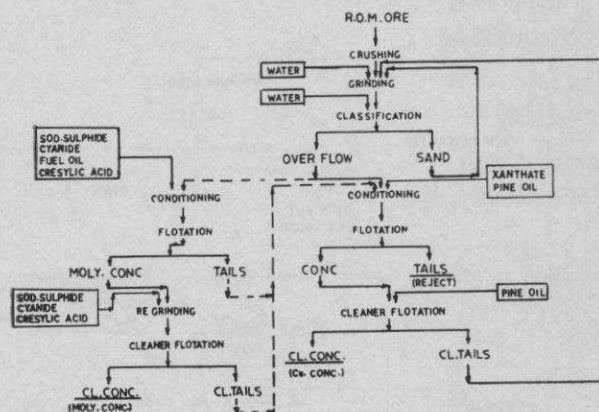 R.O.M. ORE
CRUSHING
WATER
GRINDING
WATER
CLASSIFICATION
SOD-SULPHIDE
CYANIDE
FUEL OIL
CRESYLIC ACID
OVER FLOW
SAND
XANTHATE
PINE OIL
CONDITIONING
CONDITIONING
FLOTATION
FLOTATION
MOLY. CONC
TAILS
CONC
TAILS
(REJECT)
SOD-SULPHIDE
CYANIDE
CRESYLIC ACID
RE GRINDING
PINE OIL
CLEANER FLOTATION
CLEANER FLOTATION
CL. CONC.
(Cu. CONC.)
CL.TAILS
CL.CONC.
(MOLY. CONC)
CL.TAILS